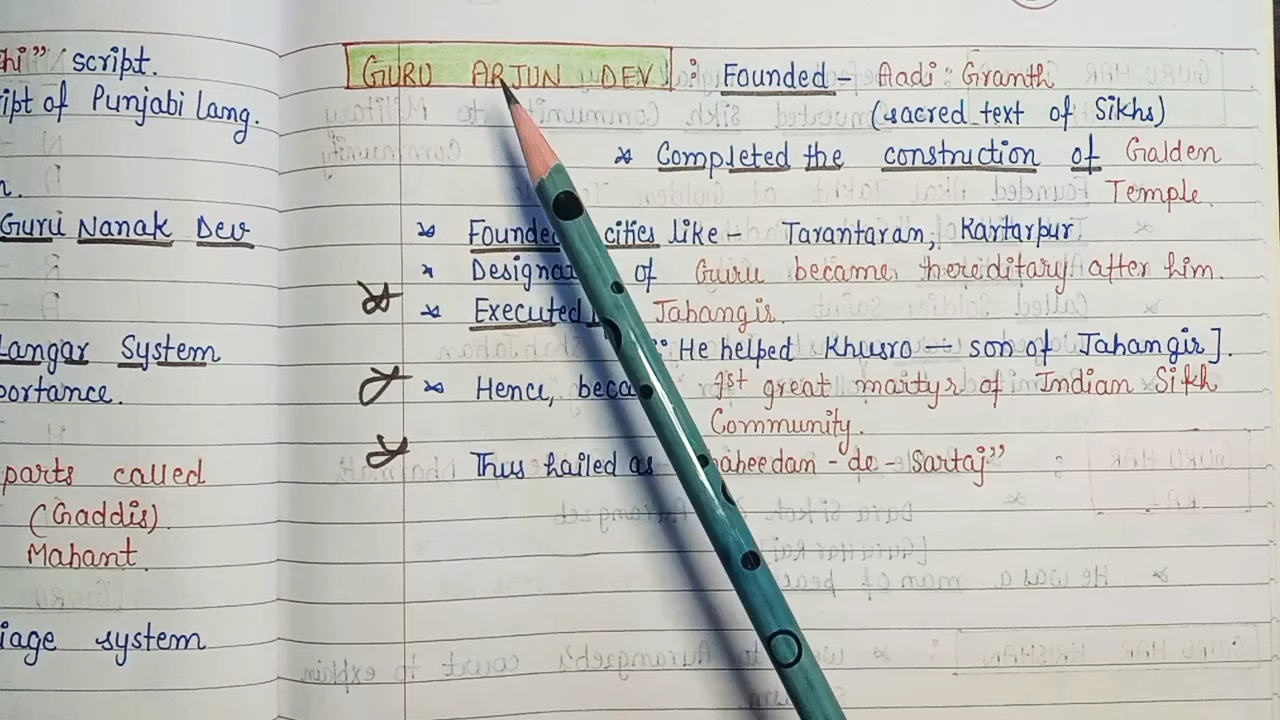 hi" script.
ipt of Punjabi Lang.
n.
Guru Nanak Dev
Langar System
portance.
parts called
(Gaddis).
Mahant.
iage system
GURU ARJUN DEV : Founded - Aadi : Granth
(sacred text of Sikhs)
* Completed the construction of Galden
Temple.
* Founded cities like - Tarantaran, Kartarpur
* Designa of Guru became hereditary after him.
* Executed Jahangir.
He helped Khusro - son of Jahangir].
* Hence, beca 1st great martyr of Indian Sikh
Community.
Thus hailed as aheedan - de - Sartaj"